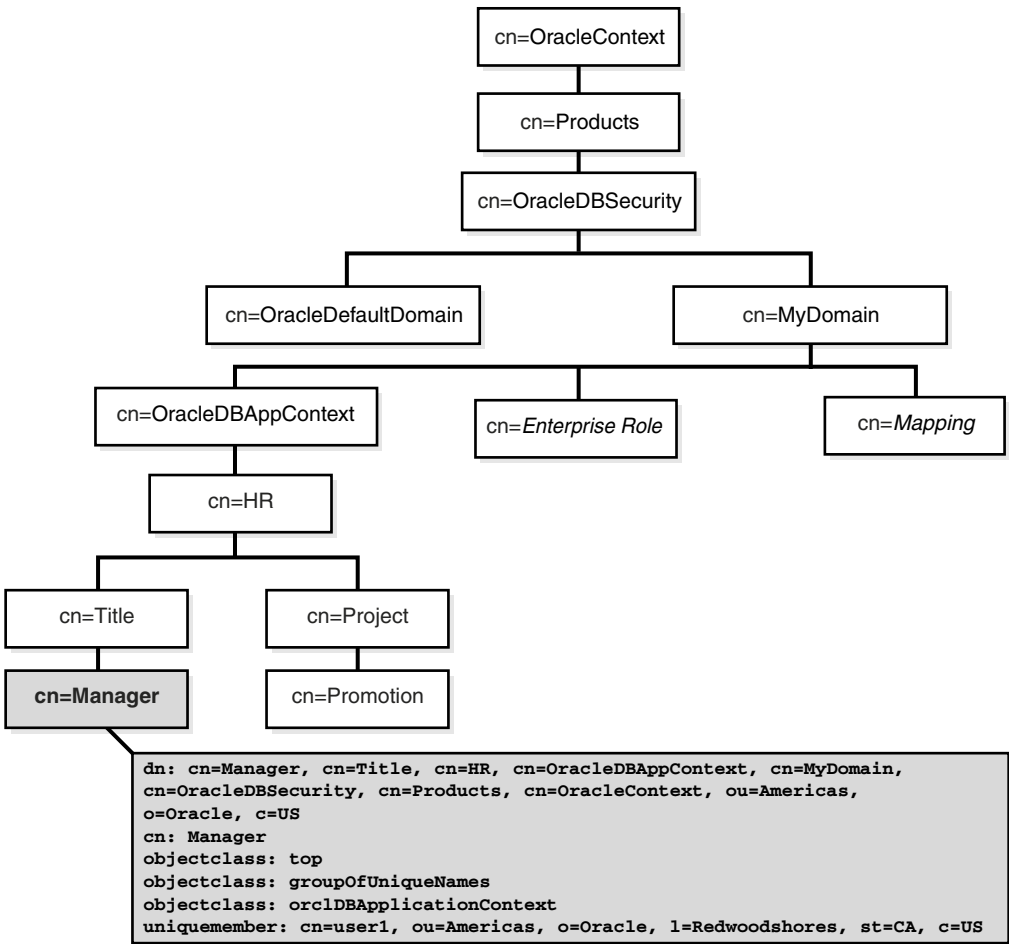 cn=OracleContext
cn=Products
cn=OracleDBSecurity
cn=OracleDefaultDomain
cn=MyDomain
cn=OracleDBAppContext
cn=Enterprise Role
cn=Mapping
cn=HR
cn=Title
cn=Project
cn=Manager
cn=Promotion
dn: cn=Manager, cn=Title, cn=HR, cn=OracleDBAppContext, cn=MyDomain,
cn=OracleDBSecurity, cn=Products, cn=OracleContext, ou=Americas,
o=Oracle, c=US
cn: Manager
objectclass: top
objectclass: groupOfUniqueNames
objectclass: orclDBApplicationContext
uniquemember: cn=user1, ou=Americas, o=Oracle, l=Redwoodshores, st=CA, c=US